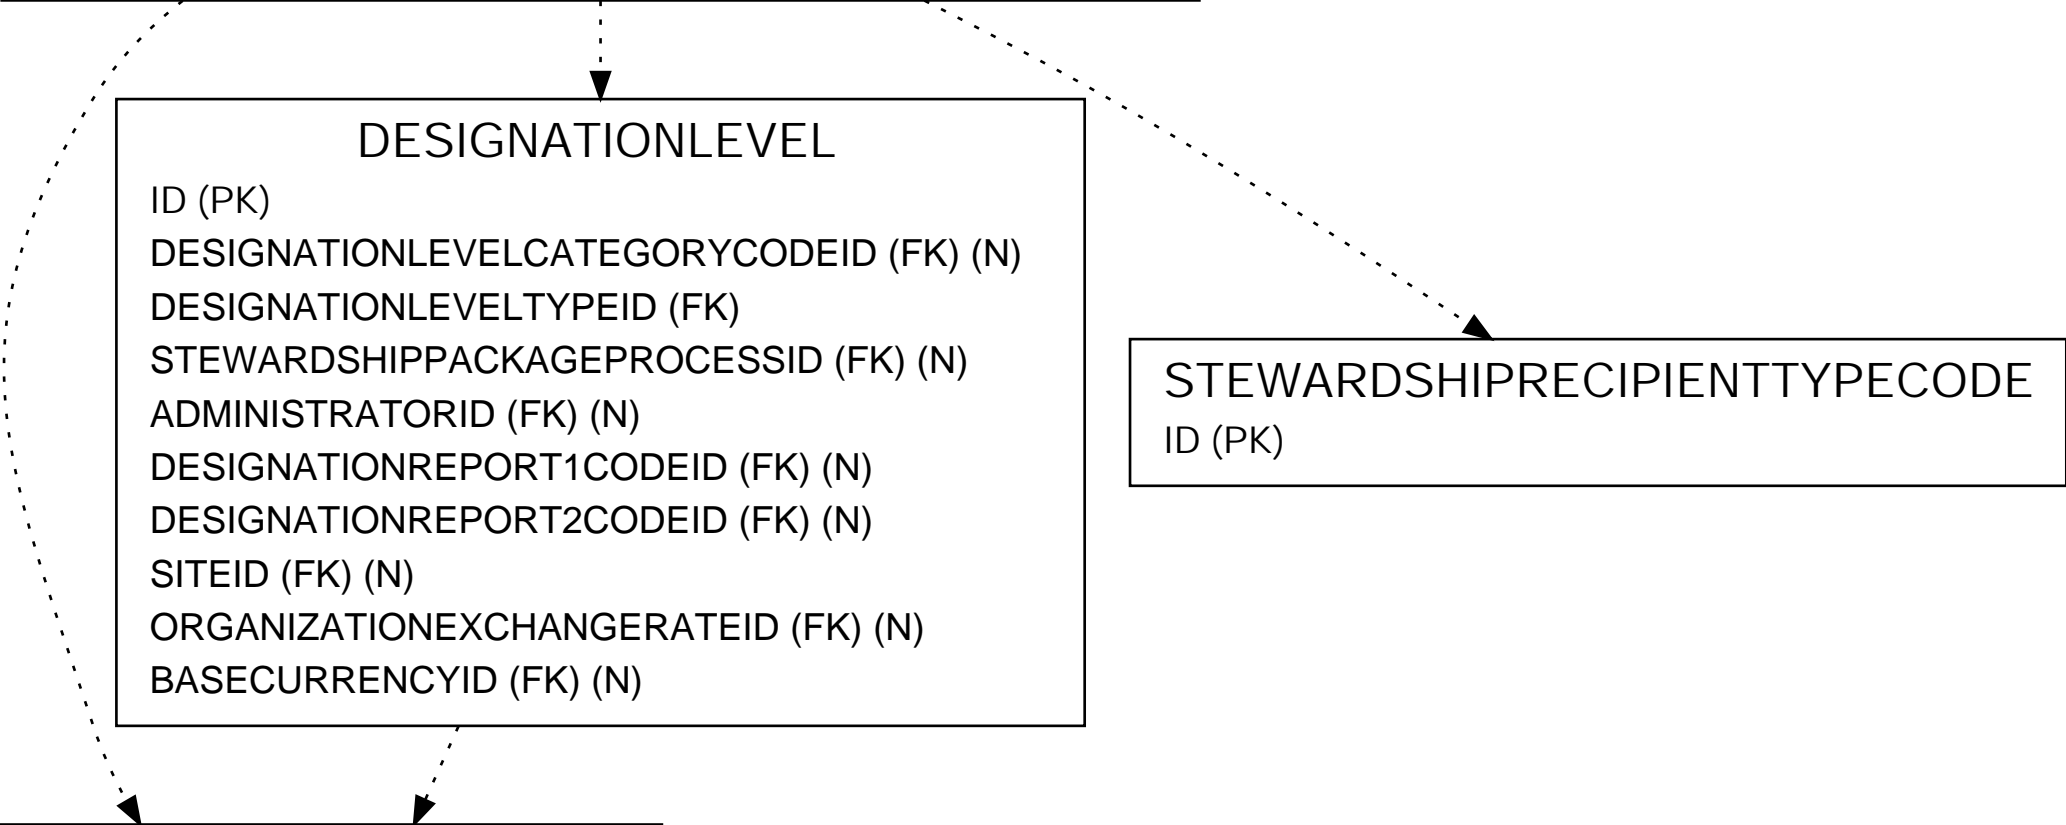 DESIGNATIONLEVEL
ID (PK)
DESIGNATIONLEVELCATEGORYCODEID (FK) (N)
DESIGNATIONLEVELTYPEID (FK)
STEWARDSHIPPACKAGEPROCESSID (FK) (N)
ADMINISTRATORID (FK) (N)
DESIGNATIONREPORT1CODEID (FK) (N)
DESIGNATIONREPORT2CODEID (FK) (N)
SITEID (FK) (N)
ORGANIZATIONEXCHANGERATEID (FK) (N)
BASECURRENCYID (FK) (N)
STEWARDSHIPRECIPIENTTYPECODE
ID (PK)